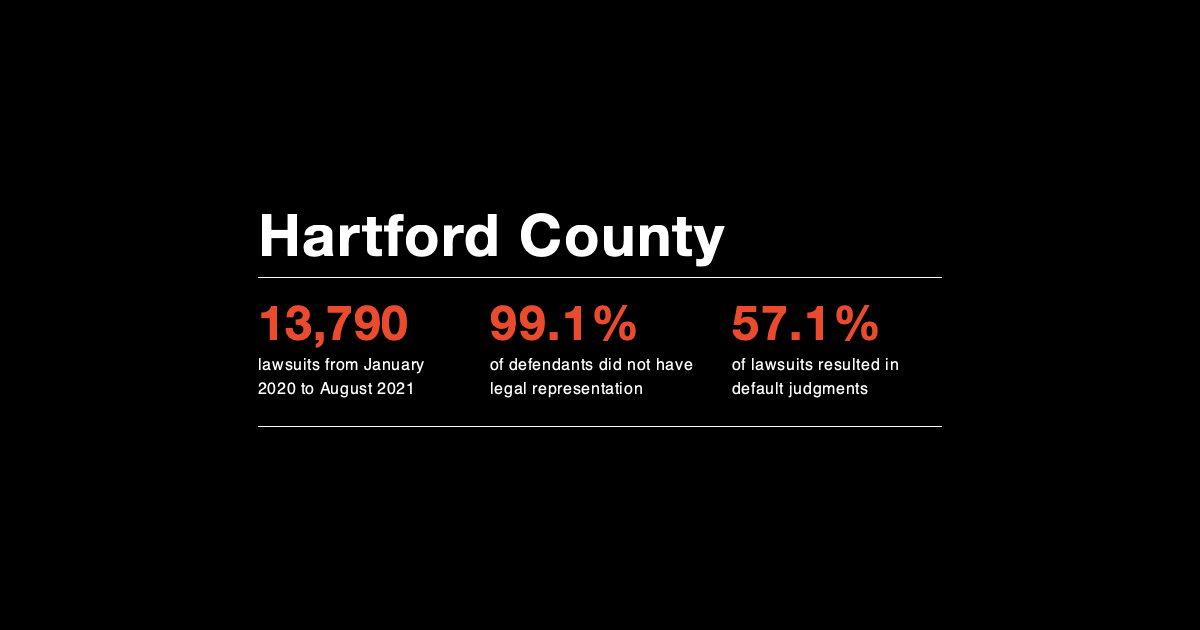 Hartford County
13,790
lawsuits from January
2020 to August 2021
99.1%
of defendants did not have
legal representation
57.1%
of lawsuits resulted in
default judgments